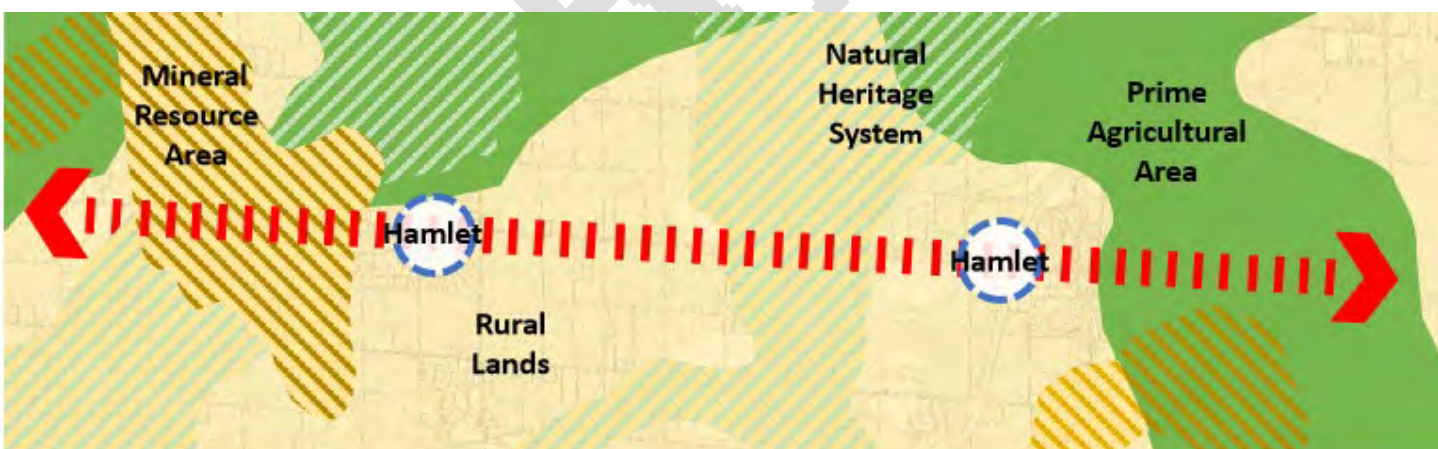 Mineral
Resource
Area
Hamlet
Rural
Lands
Natural
Heritage
System
Hamlet
Prime
Agricultural
Area